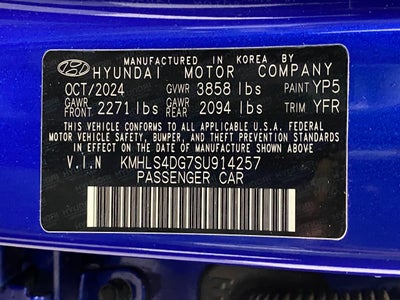 MANUFACTURED IN KOREA BY
HYUNDAI MOTOR COMPANY
OCT/2024 GVWR 3858 lbs PAINT YP5
GAWR FRONT 2271 lbs GAWR REAR 2094 lbs TRIM YFR
THIS VEHICLE CONFORMS TO ALL APPLICABLE U.S.A. FEDERAL
MOTOR VEHICLE SAFETY, BUMPER, AND THEFT PREVENTION STANDARDS
IN EFFECT ON THE DATE OF MANUFACTURE SHOWN ABOVE.
V.I.N KMHLS4DG7SU914257
PASSENGER CAR